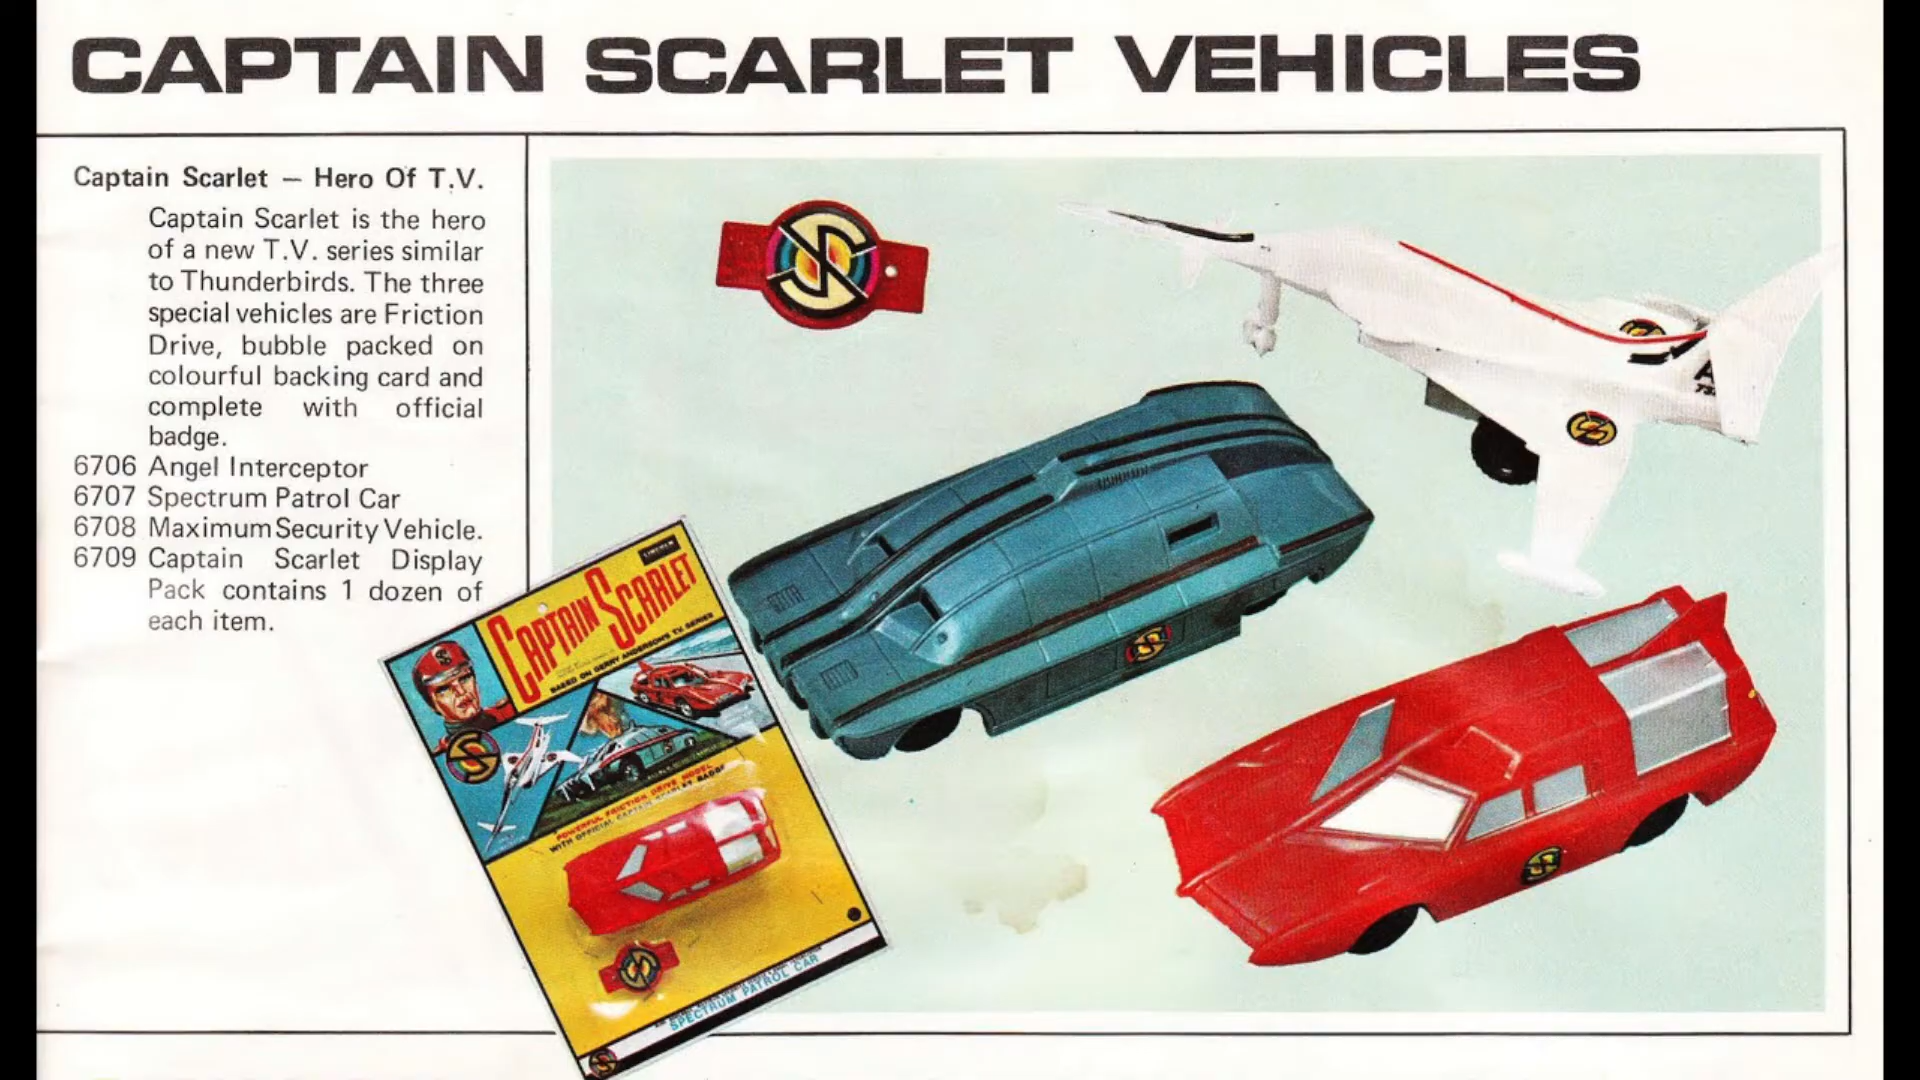 CAPTAIN SCARLET VEHICLES
Captain Scarlet — Hero Of T.V.
Captain Scarlet is the hero
of a new T.V. series similar
to Thunderbirds. The three
special vehicles are Friction
Drive, bubble packed on
colourful backing card and
complete with official
badge.
6706 Angel Interceptor
6707 Spectrum Patrol Car
6708 Maximum Security Vehicle.
6709 Captain Scarlet Display
Pack contains 1 dozen of
each item.
LINCOLN
CAPTAIN SCARLET
BASED ON GERRY ANDERSON'S T.V. SERIES
POWERFUL FRICTION DRIVE MODEL
WITH OFFICIAL CAPTAIN SCARLET BADGE
SPECTRUM PATROL CAR